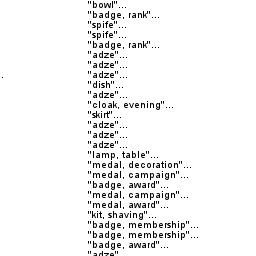 "bowl"...
"badge, rank"...
"spife"...
"spife"...
"badge, rank"...
"adze"...
"adze"...
. "adze"...
"dish"...
"adze"...
"cloak, evening"...
"skirt"...
"adze"...
"adze"...
"adze"...
"lamp, table"...
"medal, decoration"...
"medal, campaign"...
"badge, award"...
"medal, campaign"...
"medal, award"...
"kit, shaving"...
"badge, membership"...
"badge, membership"...
"badge, award"...
"adze"...